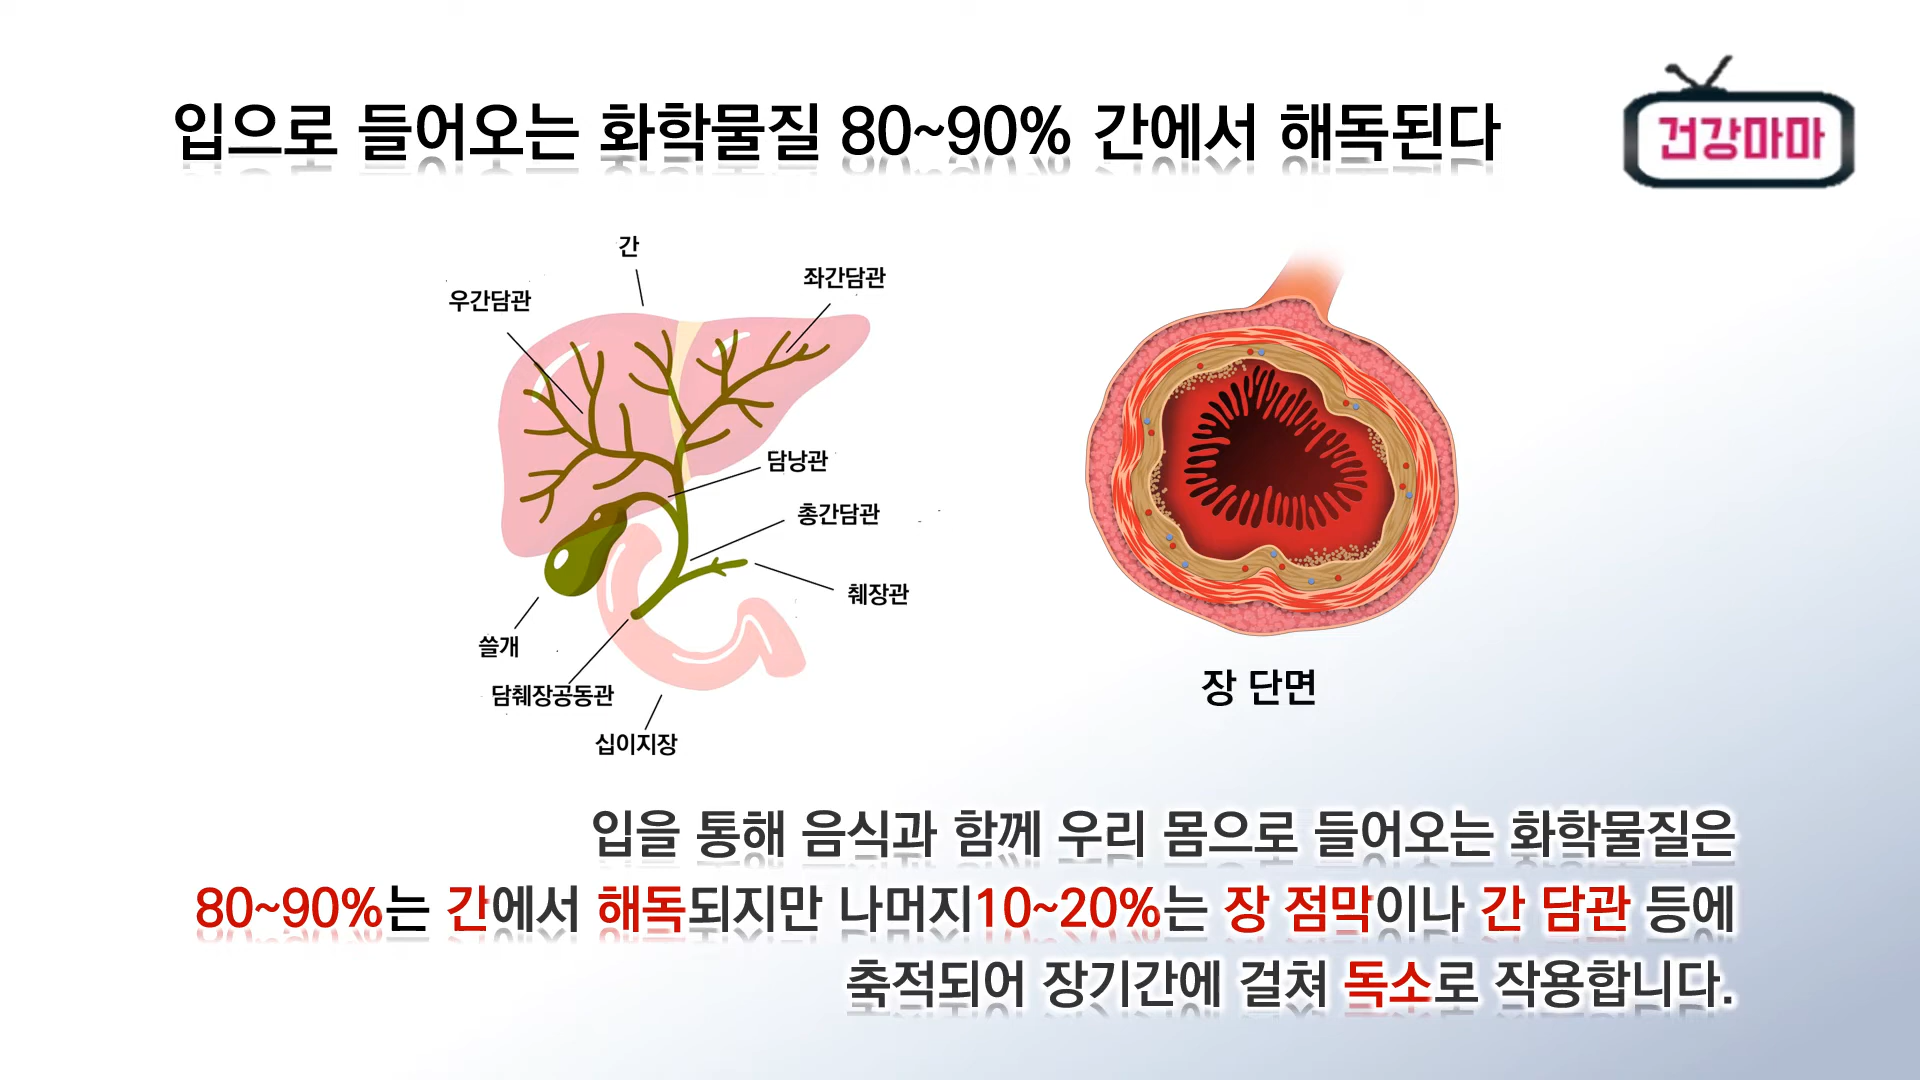 입으로 들어오는 화학물질 80~90% 간에서 해독된다
건강마마
간
좌간담관
우간담관
담낭관
총간담관
췌장관
쓸개
담췌장공동관
십이지장
장 단면
입을 통해 음식과 함께 우리 몸으로 들어오는 화학물질은
80~90%는 간에서 해독되지만 나머지10~20%는 장 점막이나 간 담관 등에
축적되어 장기간에 걸쳐 독소로 작용합니다.